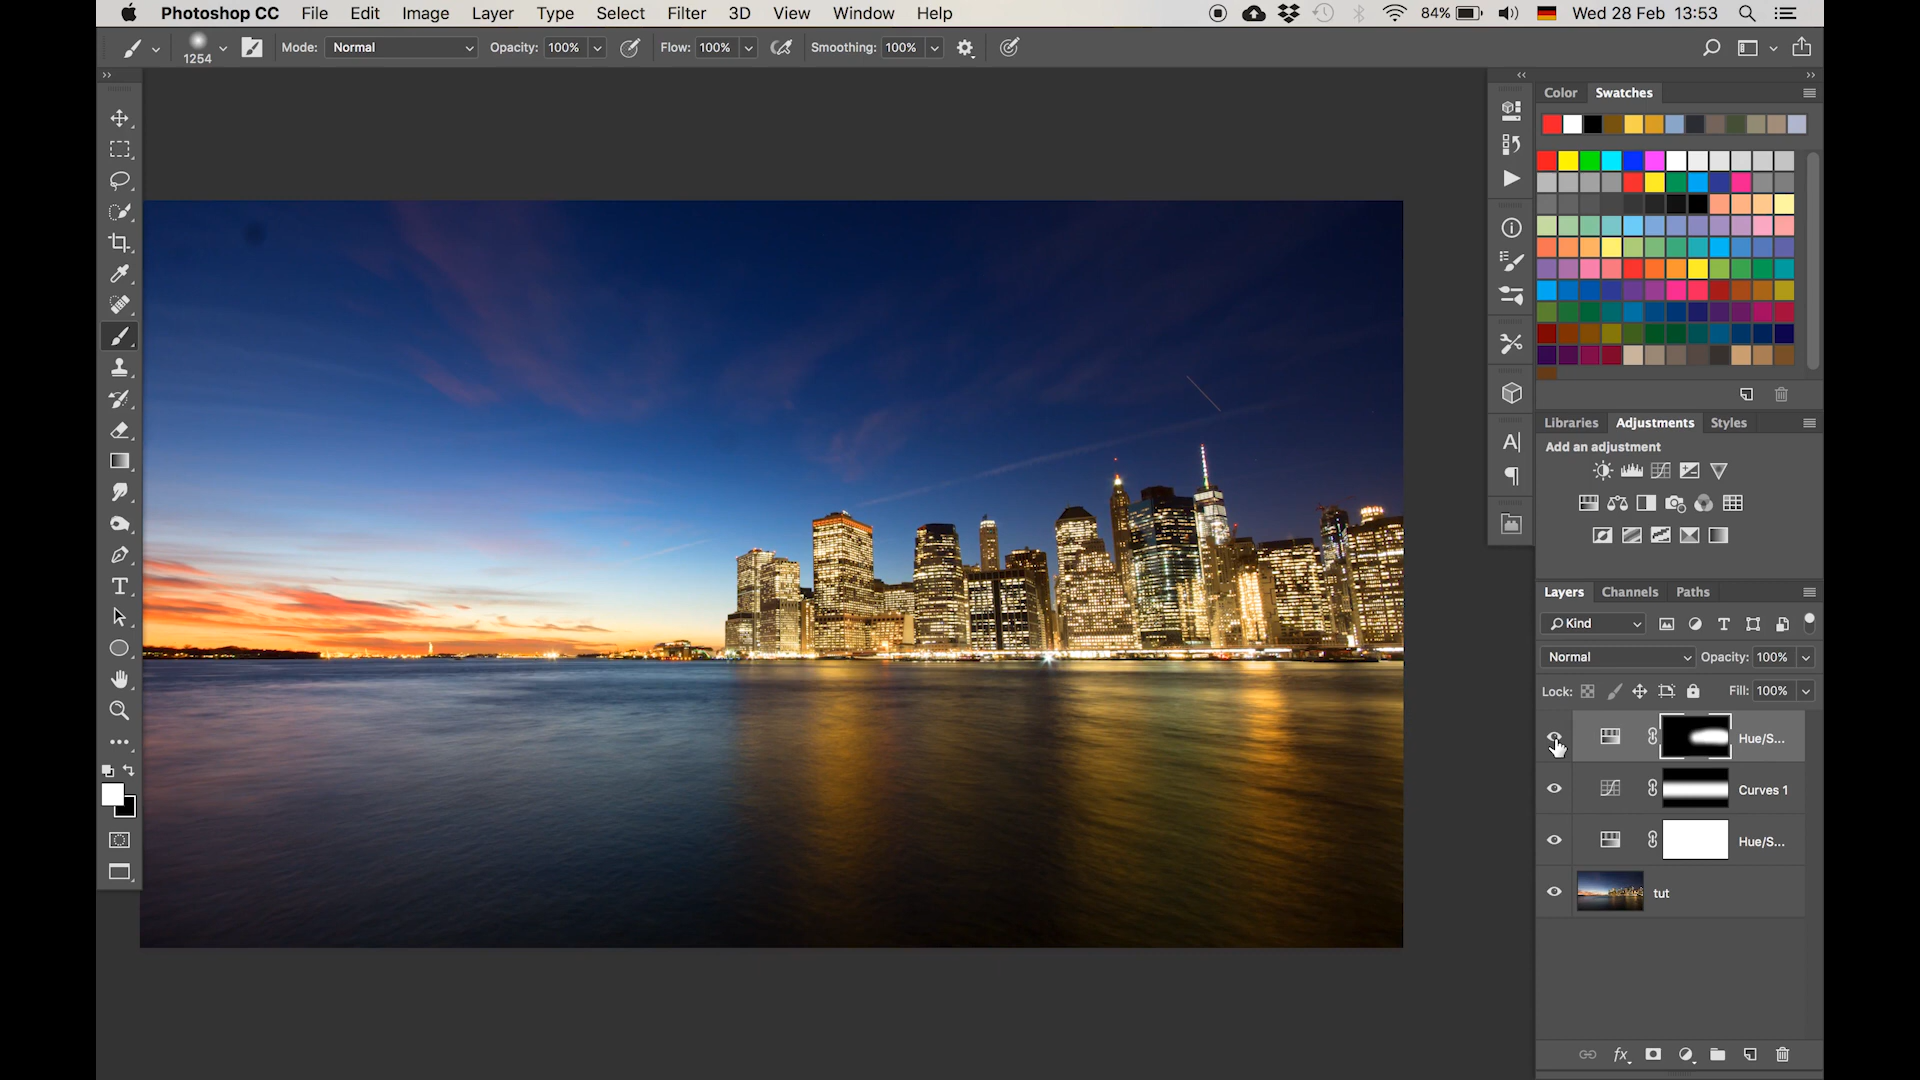 Photoshop CC File Edit Image Layer Type Select Filter 3D View Window Help 84% Wed 28 Feb 13:53
1254 Mode: Normal Opacity: 100% Flow: 100% Smoothing: 100%
Color Swatches
Libraries Adjustments Styles
Add an adjustment
Layers Channels Paths
Kind
Normal Opacity: 100%
Lock: Fill: 100%
Hue/S...
Curves 1
Hue/S...
tut